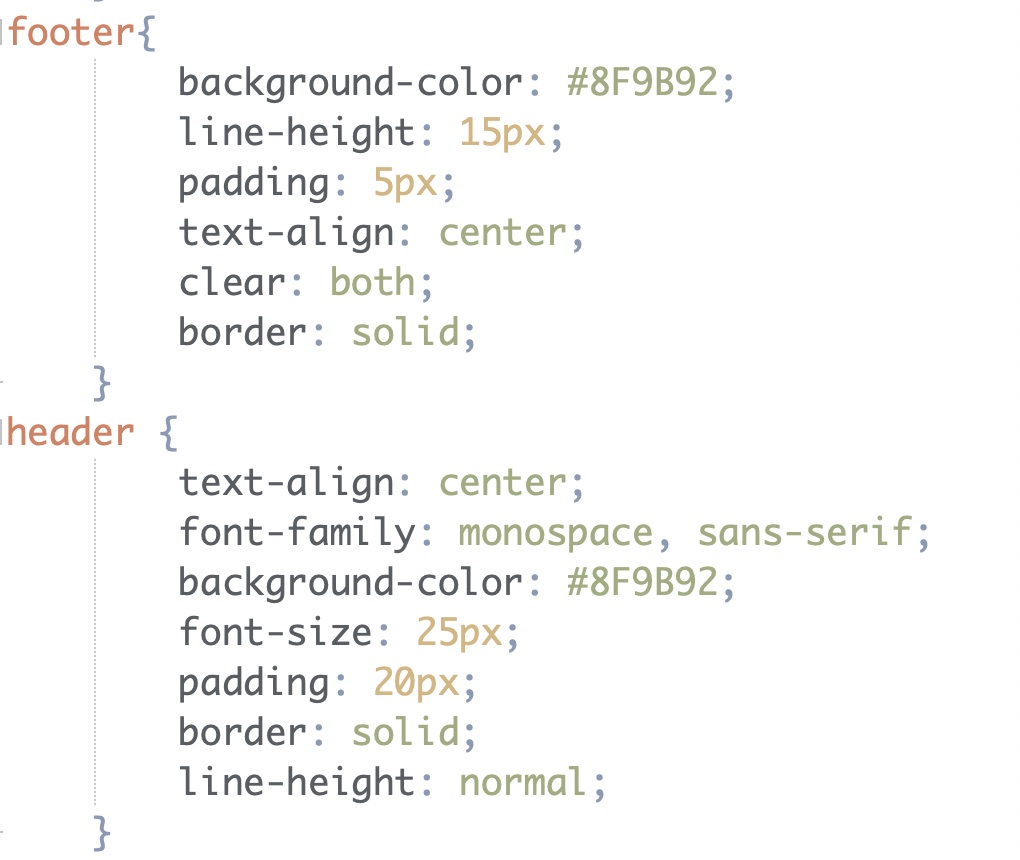 footer{
background-color: #8F9B92;
line-height: 15px;
padding: 5px;
text-align: center;
clear: both;
border: solid;
}
header {
text-align: center;
font-family: monospace, sans-serif;
background-color: #8F9B92;
font-size: 25px;
padding: 20px;
border: solid;
line-height: normal;
}